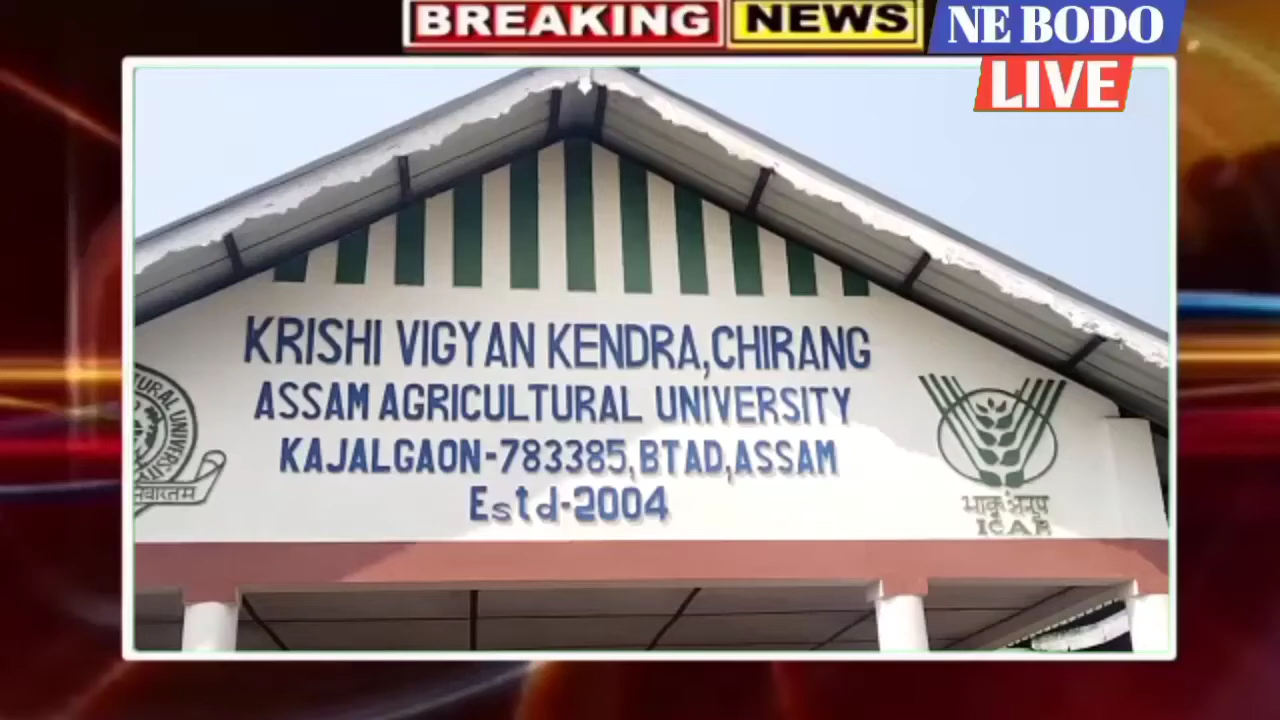 BREAKING NEWS
NE BODO
LIVE
KRISHI VIGYAN KENDRA,CHIRANG
ASSAM AGRICULTURAL UNIVERSITY
KAJALGAON-783385,BTAD,ASSAM
Estd-2004
भाकृअनुप
ICAR